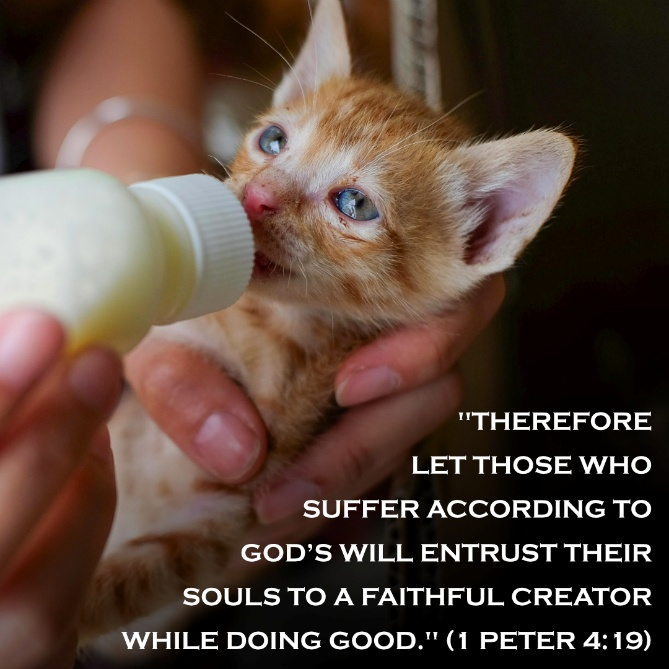 "THEREFORE
LET THOSE WHO
SUFFER ACCORDING TO
GOD'S WILL ENTRUST THEIR
SOULS TO A FAITHFUL CREATOR
WHILE DOING GOOD." (1 PETER 4:19)